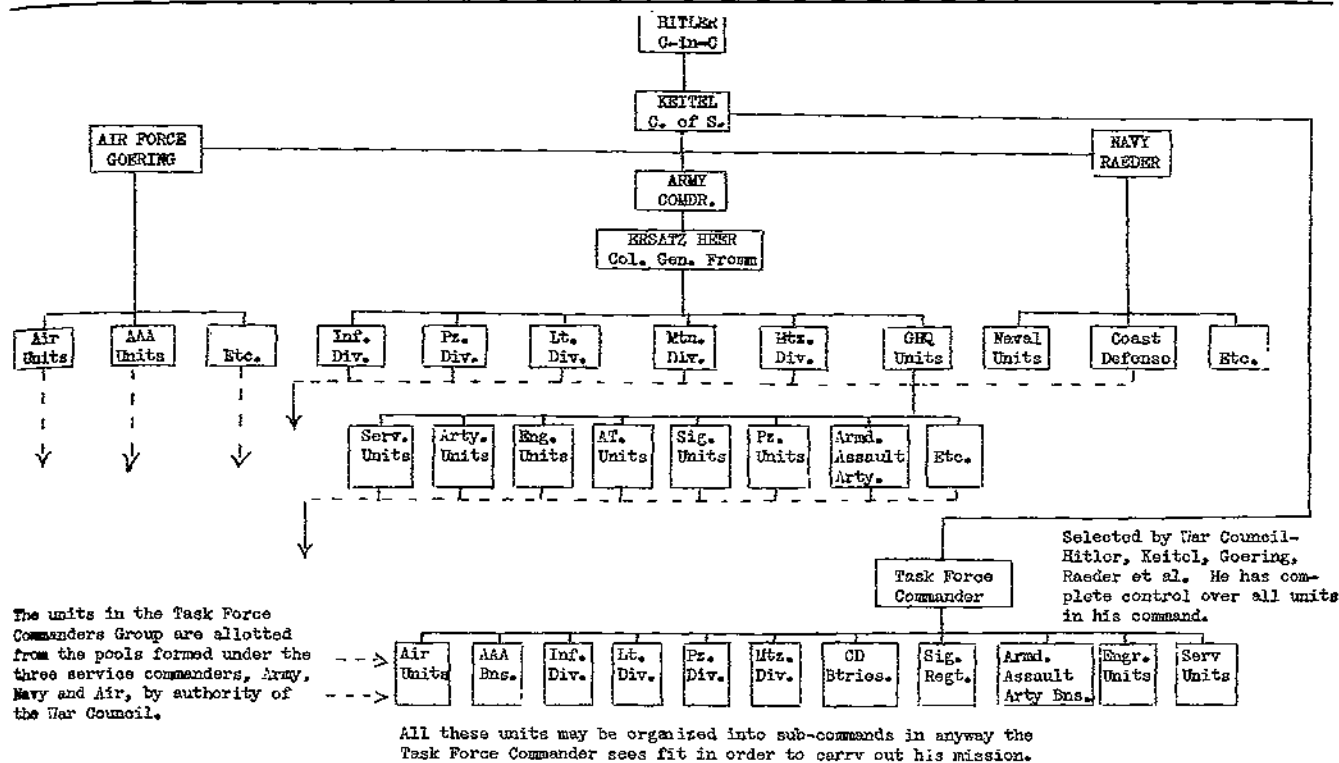 HITLER
C-in-C
KEITEL
C. of S.
AIR FORCE
GOERING
NAVY
RAEDER
ARMY
COMDR.
ERSATZ HEER
Col. Gen. Fromm
Air
Units
AAA
Units
Etc.
Inf.
Div.
Pz.
Div.
Lt.
Div.
Mtn.
Div.
Mtz.
Div.
GHQ
Units
Naval
Units
Coast
Defense
Etc.
Serv.
Units
Arty.
Units
Eng.
Units
AT.
Units
Sig.
Units
Pz.
Units
Armd.
Assault
Arty.
Etc.
Selected by War Council-
Hitler, Keitel, Goering,
Raeder et al. He has com-
plete control over all units
in his command.
Task Force
Commander
The units in the Task Force
Commanders Group are allotted
from the pools formed under the
three service commanders, Army,
Navy and Air, by authority of
the War Council.
Air
Units
AAA
Bns.
Inf.
Div.
Lt.
Div.
Pz.
Div.
Mtz.
Div.
CD
Btries.
Sig.
Regt.
Armd.
Assault
Arty Bns.
Engr.
Units
Serv
Units
All these units may be organized into sub-commands in anyway the
Task Force Commander sees fit in order to carry out his mission.